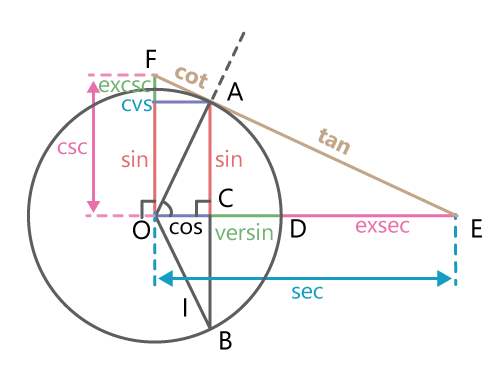 F
cot
excsc
A
cvs
csc
tan
sin
sin
C
O
cos
D
E
versin
exsec
sec
I
B